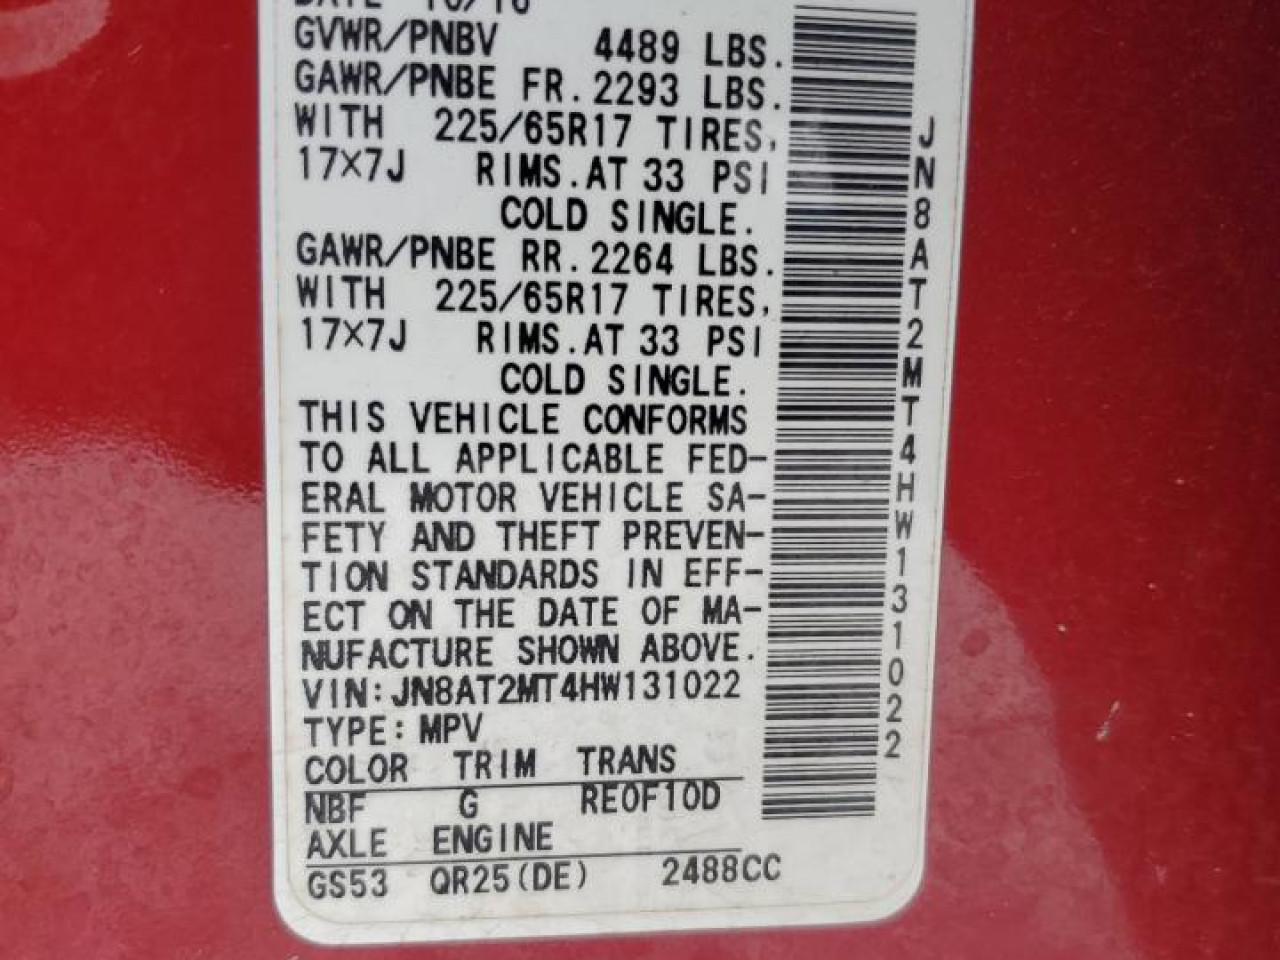 DATE 10/16
GVWR/PNBV 4489 LBS.
GAWR/PNBE FR. 2293 LBS.
WITH 225/65R17 TIRES,
17×7J RIMS. AT 33 PSI
COLD SINGLE.
GAWR/PNBE RR. 2264 LBS.
WITH 225/65R17 TIRES,
17×7J RIMS. AT 33 PSI
COLD SINGLE.
THIS VEHICLE CONFORMS
TO ALL APPLICABLE FED-
ERAL MOTOR VEHICLE SA-
FETY AND THEFT PREVEN-
TION STANDARDS IN EFF-
ECT ON THE DATE OF MA-
NUFACTURE SHOWN ABOVE.
VIN: JN8AT2MT4HW131022
TYPE: MPV
COLOR TRIM TRANS
NBF G RE0F10D
AXLE ENGINE
GS53 QR25(DE) 2488CC
JN8AT2MT4HW131022